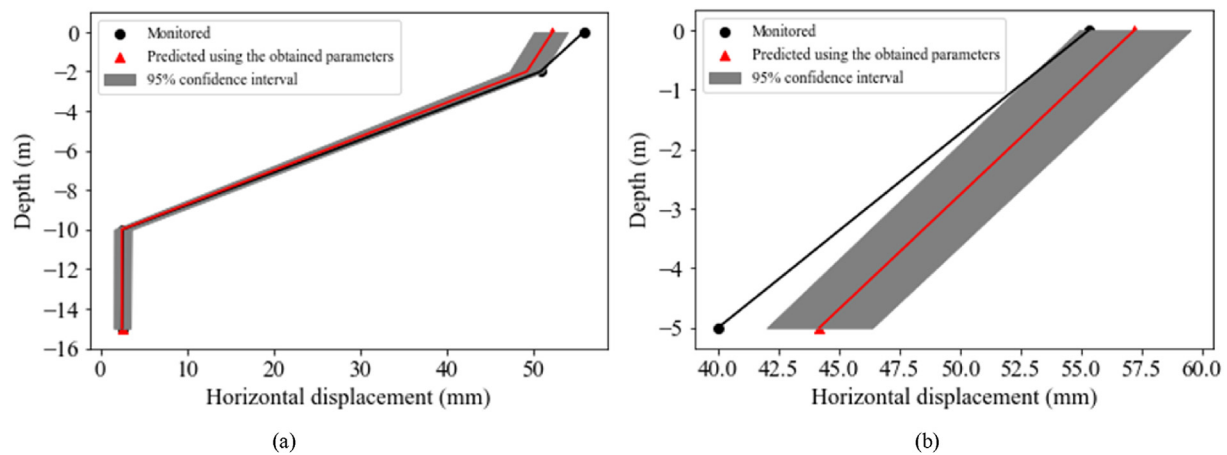 Monitored
Predicted using the obtained parameters
95% confidence interval
0
−2
−4
−6
−8
−10
−12
−14
−16
Depth (m)
0 10 20 30 40 50
Horizontal displacement (mm)
(a)
Monitored
Predicted using the obtained parameters
95% confidence interval
0
−1
−2
−3
−4
−5
Depth (m)
40.0 42.5 45.0 47.5 50.0 52.5 55.0 57.5 60.0
Horizontal displacement (mm)
(b)